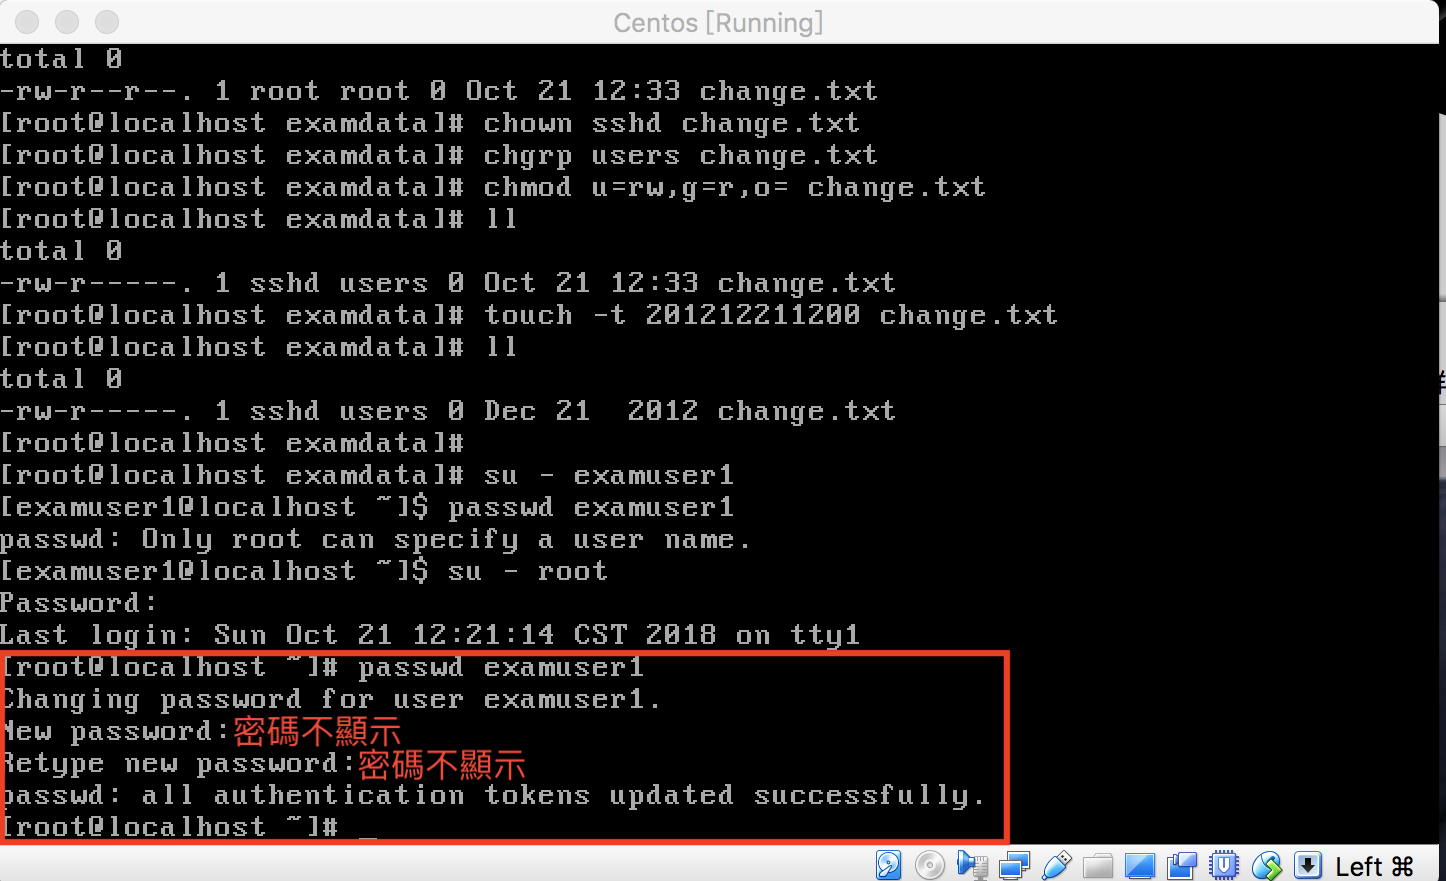 Centos [Running]
total 0
-rw-r--r--. 1 root root 0 Oct 21 12:33 change.txt
[root@localhost examdata]# chown sshd change.txt
[root@localhost examdata]# chgrp users change.txt
[root@localhost examdata]# chmod u=rw,g=r,o= change.txt
[root@localhost examdata]# ll
total 0
-rw-r-----. 1 sshd users 0 Oct 21 12:33 change.txt
[root@localhost examdata]# touch -t 201212211200 change.txt
[root@localhost examdata]# ll
total 0
-rw-r-----. 1 sshd users 0 Dec 21  2012 change.txt
[root@localhost examdata]#
[root@localhost examdata]# su - examuser1
[examuser1@localhost ~]$ passwd examuser1
passwd: Only root can specify a user name.
[examuser1@localhost ~]$ su - root
Password:
Last login: Sun Oct 21 12:21:14 CST 2018 on tty1
[root@localhost ~]# passwd examuser1
Changing password for user examuser1.
New password:密碼不顯示
Retype new password:密碼不顯示
passwd: all authentication tokens updated successfully.
[root@localhost ~]# _
Left ⌘